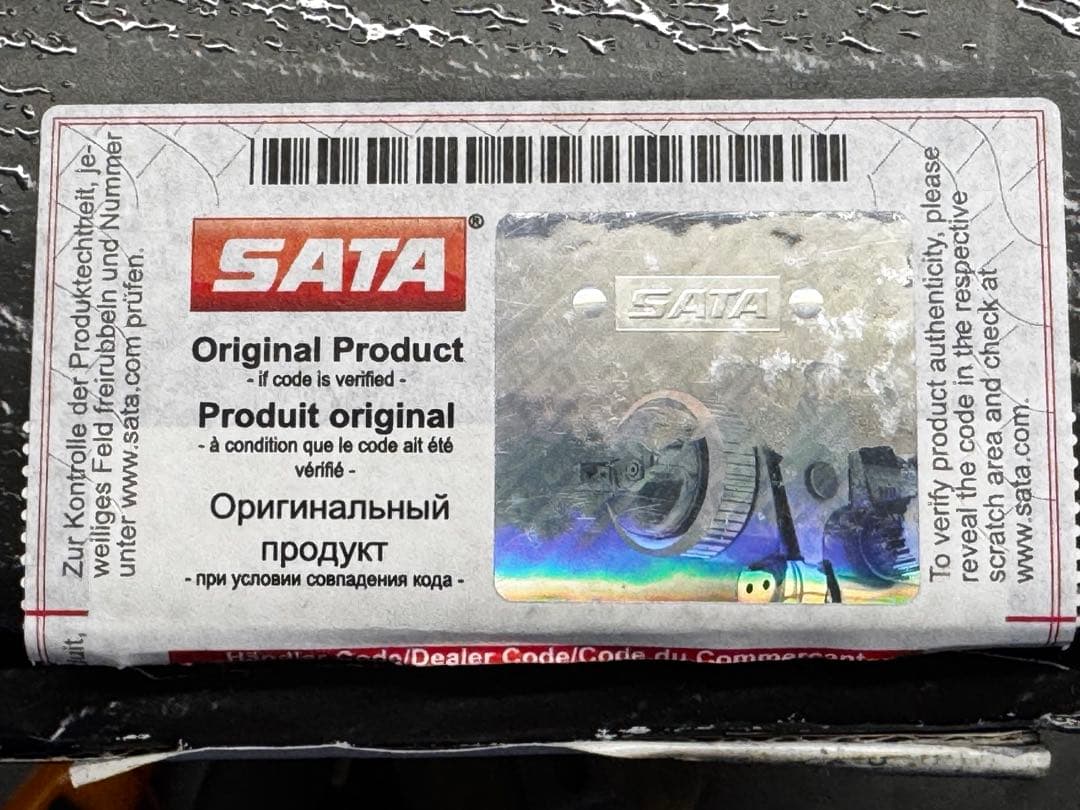 Zur Kontrolle der Produktechtheit, je-
weiliges Feld freirubbeln und Nummer
unter www.sata.com prüfen.
SATA®
Original Product
- if code is verified -
Produit original
- à condition que le code ait été
vérifié -
Оригинальный
продукт
- при условии совпадения кода -
SATA
To verify product authenticity, please
reveal the code in the respective
scratch area and check at
www.sata.com.
Händler Code/Dealer Code/Code du Commerçant